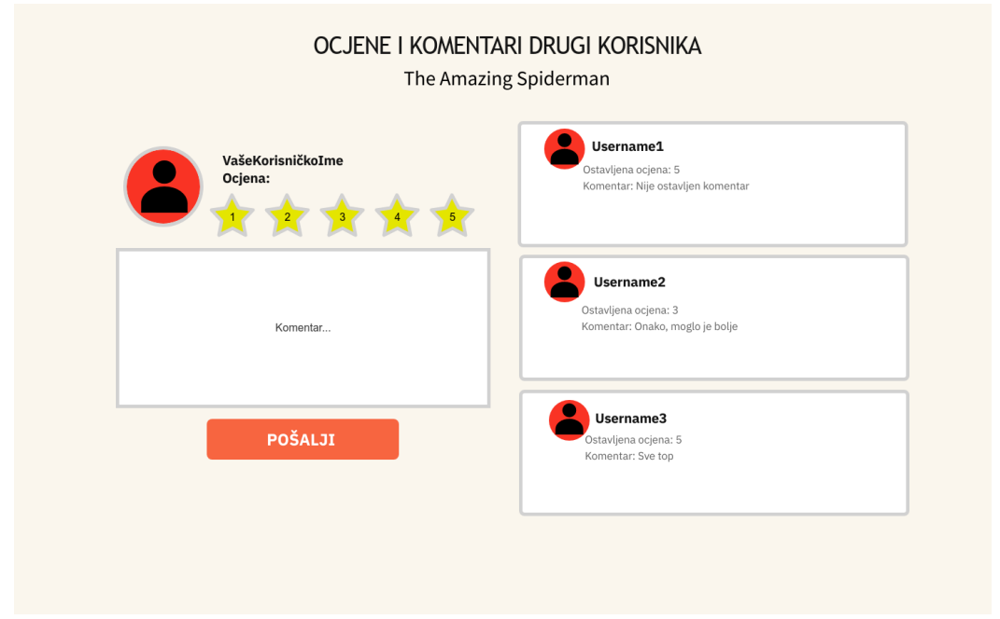 OCJENE I KOMENTARI DRUGI KORISNIKA
The Amazing Spiderman
VašeKorisničkoIme
Ocjena:
1 2 3 4 5
Komentar...
POŠALJI
Username1
Ostavljena ocjena: 5
Komentar: Nije ostavljen komentar
Username2
Ostavljena ocjena: 3
Komentar: Onako, moglo je bolje
Username3
Ostavljena ocjena: 5
Komentar: Sve top